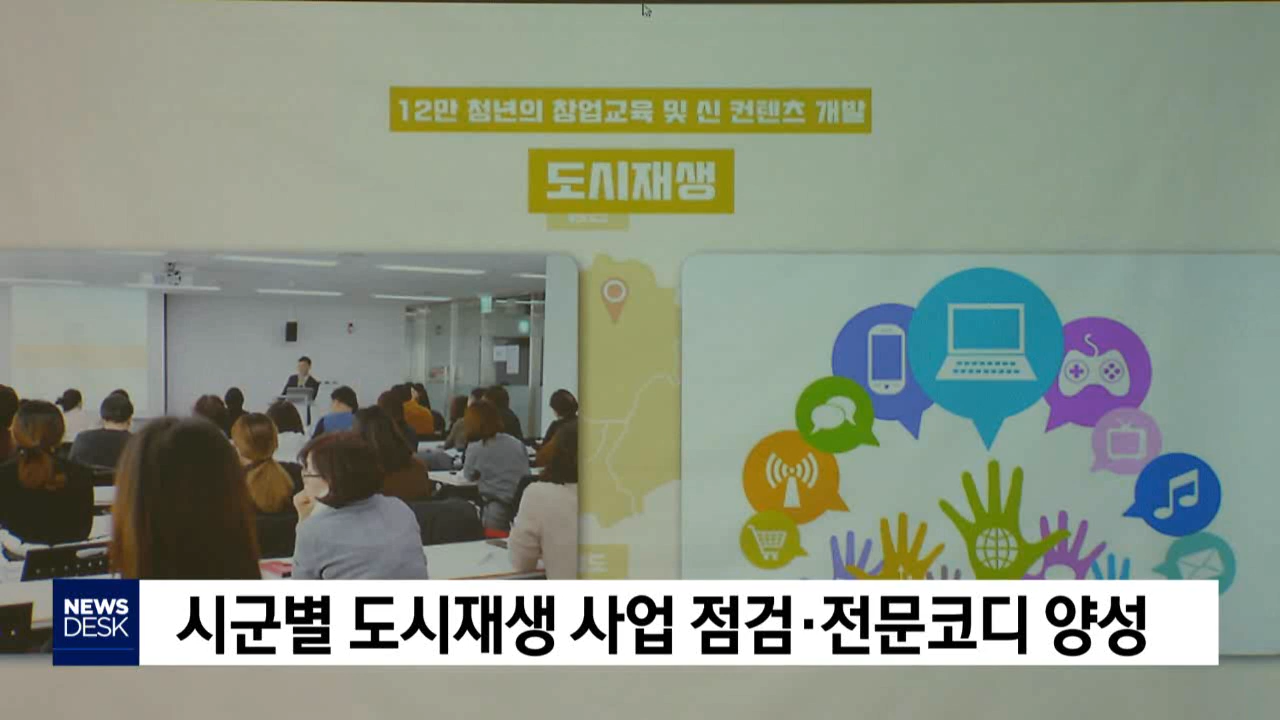 12만 청년의 창업교육 및 신 컨텐츠 개발
도시재생
도
NEWS
DESK
시군별 도시재생 사업 점검·전문코디 양성